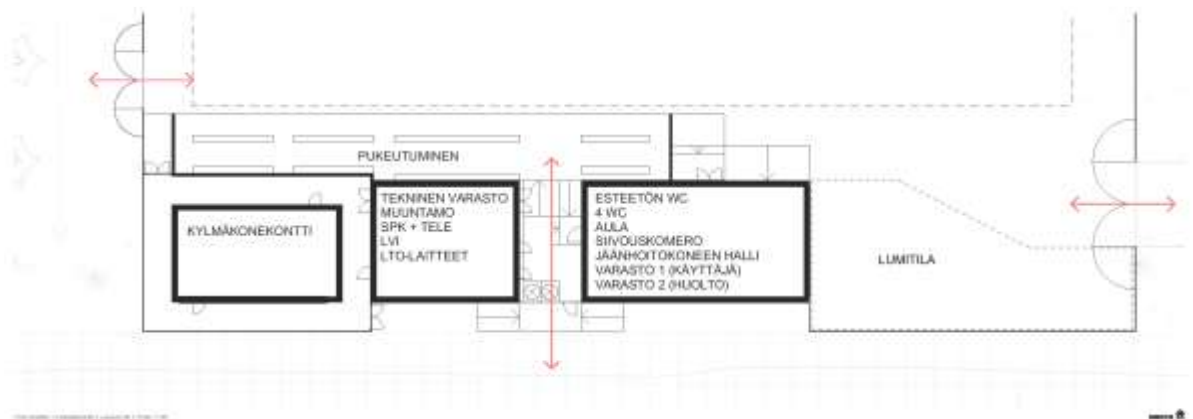 PUKEUTUMINEN
KYLMÄKONEKONTTI
TEKNINEN VARASTO
MUUNTAMO
SPK + TELE
LVI
LTO-LAITTEET
ESTEETÖN WC
4 WC
AULA
SIIVOUSKOMERO
JÄÄNHOITOKONEEN HALLI
VARASTO 1 (KÄYTTÄJÄ)
VARASTO 2 (HUOLTO)
LUMITILA